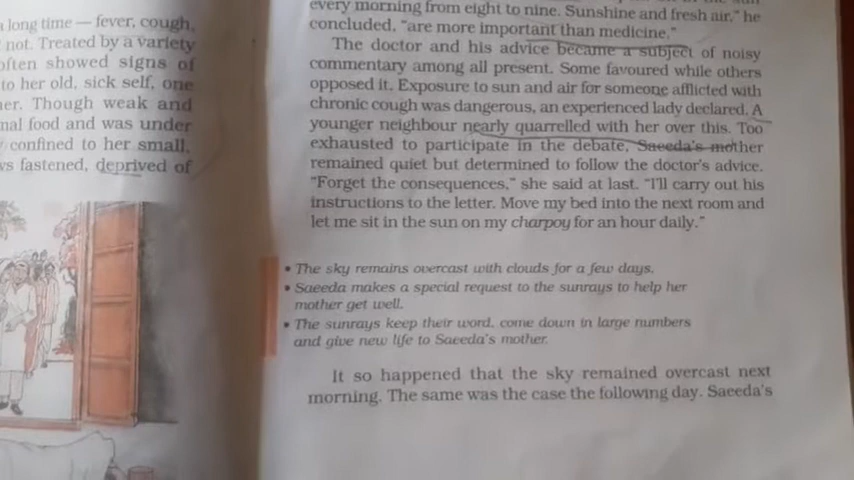 a long time — fever, cough,
not. Treated by a variety
often showed signs of
to her old, sick self, one
Though weak and
food and was under
confined to her small,
fastened, deprived of
every morning from eight to nine. Sunshine and fresh air," he
concluded, "are more important than medicine."
The doctor and his advice became a subject of noisy
commentary among all present. Some favoured while others
opposed it. Exposure to sun and air for someone afflicted with
chronic cough was dangerous, an experienced lady declared. A
younger neighbour nearly quarrelled with her over this. Too
exhausted to participate in the debate, Saeeda's mother
remained quiet but determined to follow the doctor's advice.
"Forget the consequences," she said at last. "I'll carry out his
instructions to the letter. Move my bed into the next room and
let me sit in the sun on my charpoy for an hour daily."
• The sky remains overcast with clouds for a few days.
• Saeeda makes a special request to the sunrays to help her
mother get well.
• The sunrays keep their word, come down in large numbers
and give new life to Saeeda's mother.
It so happened that the sky remained overcast next
morning. The same was the case the following day. Saeeda's